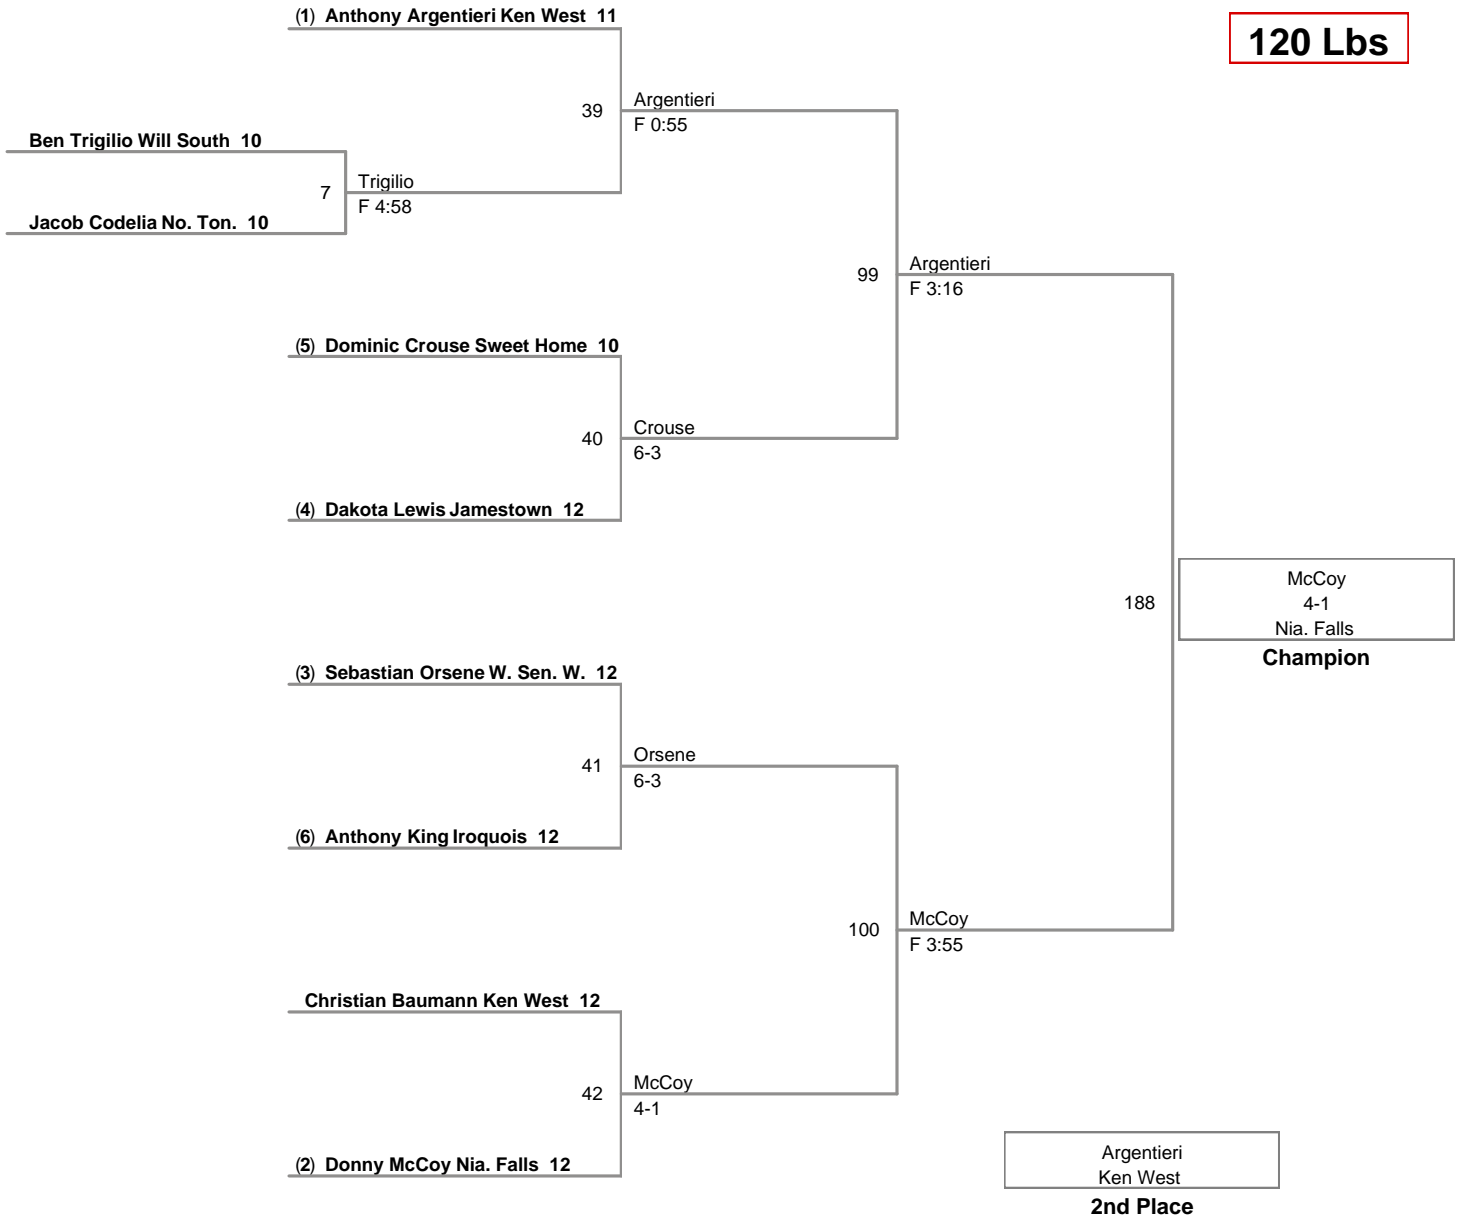 (1) Anthony Argentieri Ken West 11
120 Lbs
39
Argentieri
F 0:55
Ben Trigilio Will South 10
7
Trigilio
F 4:58
Jacob Codelia No. Ton. 10
99
Argentieri
F 3:16
(5) Dominic Crouse Sweet Home 10
40
Crouse
6-3
(4) Dakota Lewis Jamestown 12
188
McCoy
4-1
Nia. Falls
Champion
(3) Sebastian Orsene W. Sen. W. 12
41
Orsene
6-3
(6) Anthony King Iroquois 12
100
McCoy
F 3:55
Christian Baumann Ken West 12
42
McCoy
4-1
(2) Donny McCoy Nia. Falls 12
Argentieri
Ken West
2nd Place